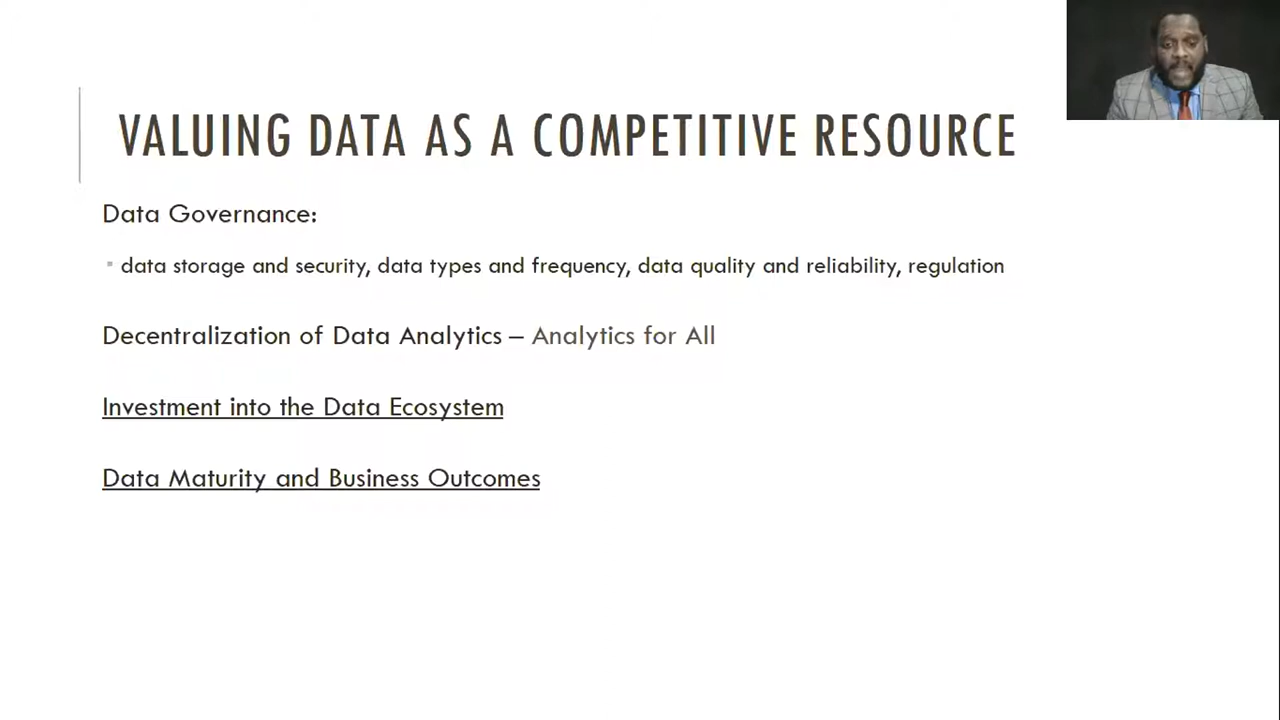 VALUING DATA AS A COMPETITIVE RESOURCE
Data Governance:
▪ data storage and security, data types and frequency, data quality and reliability, regulation
Decentralization of Data Analytics – Analytics for All
Investment into the Data Ecosystem
Data Maturity and Business Outcomes